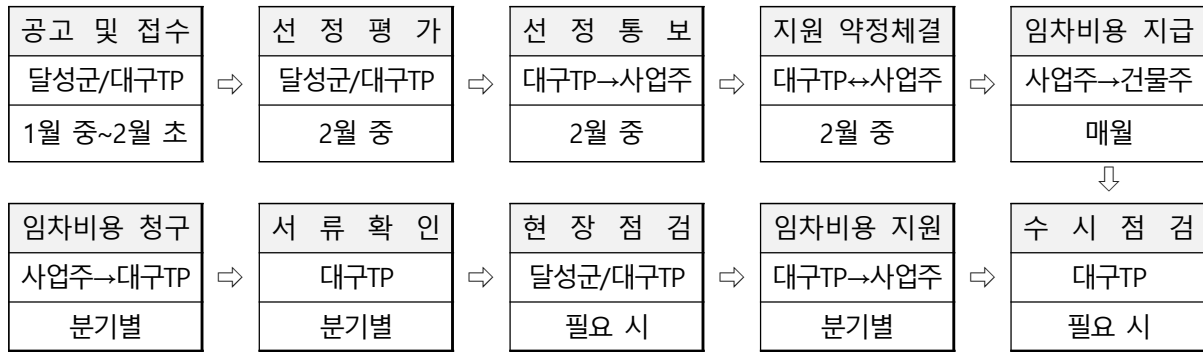 공고 및 접수 선 정 평 가 선 정 통 보 지원 약정체결 임차비용 지급
달성군/대구TP ⇨ 달성군/대구TP ⇨ 대구TP→사업주 ⇨ 대구TP↔사업주 ⇨ 사업주→건물주
1월 중~2월 초 2월 중 2월 중 2월 중 매월
⇩
임차비용 청구 서 류 확 인 현 장 점 검 임차비용 지원 수 시 점 검
사업주→대구TP ⇨ 대구TP ⇨ 달성군/대구TP ⇨ 대구TP→사업주 ⇨ 대구TP
분기별 분기별 필요 시 분기별 필요 시